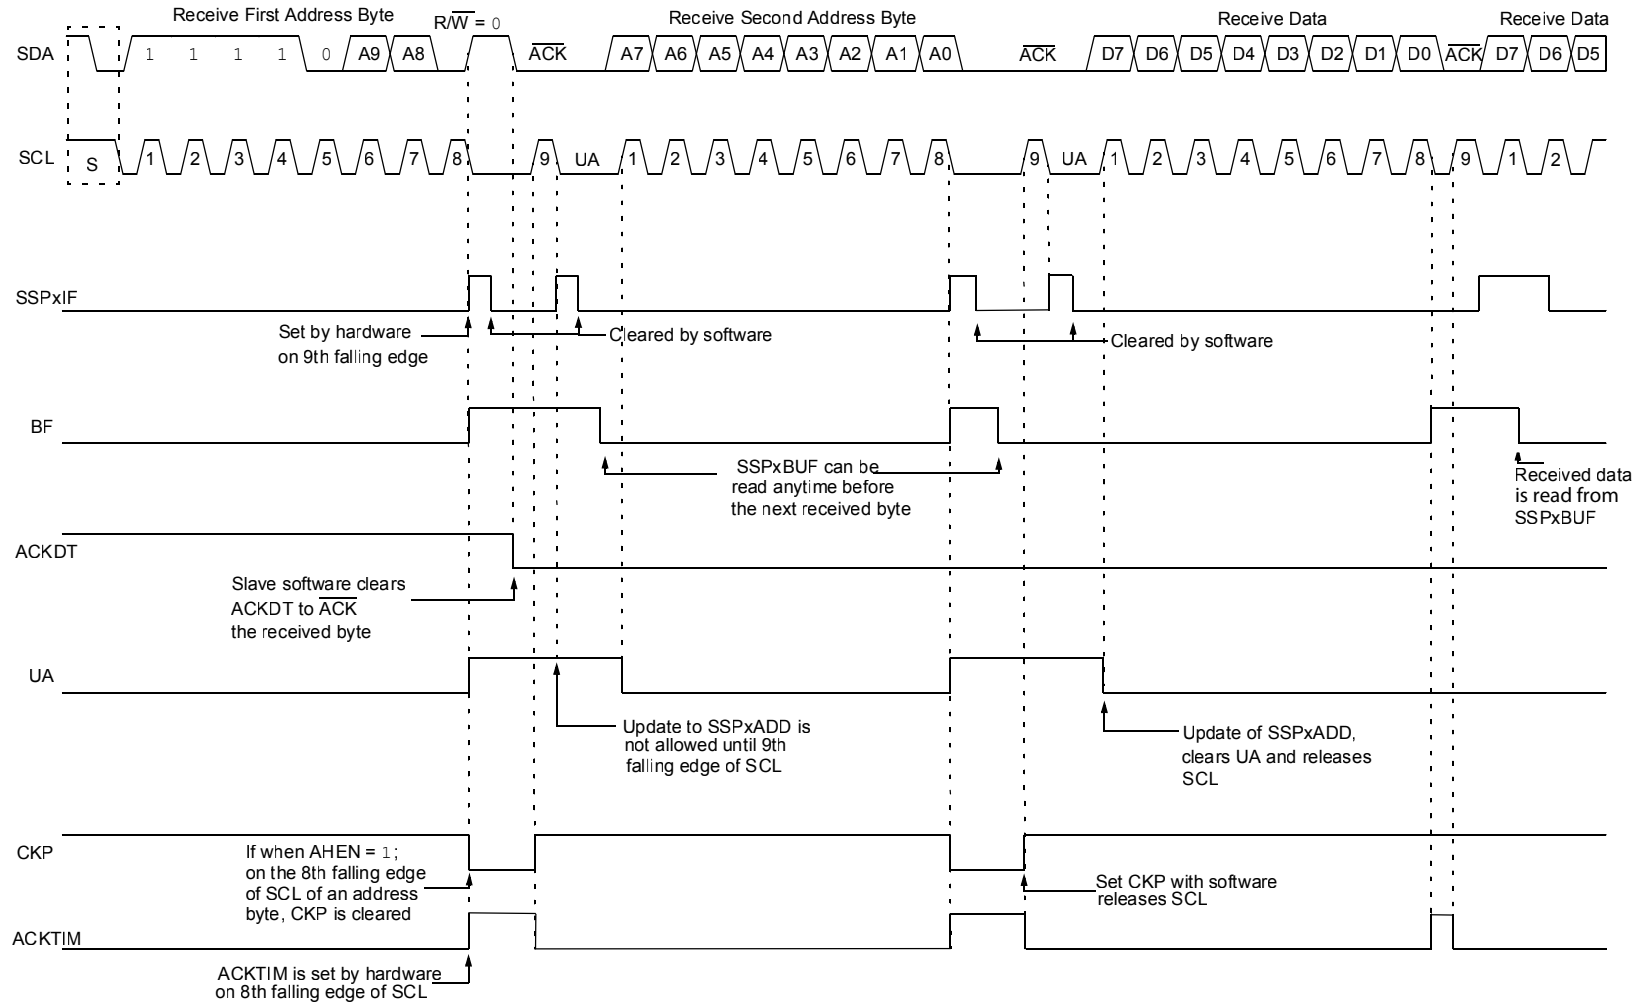 Receive First Address Byte
R/W = 0
Receive Second Address Byte
Receive Data
Receive Data
SDA
1 1 1 1 0 A9 A8
ACK
A7 A6 A5 A4 A3 A2 A1 A0
ACK
D7 D6 D5 D4 D3 D2 D1 D0
ACK
D7 D6 D5
SCL
S
1 2 3 4 5 6 7 8 9 UA 1 2 3 4 5 6 7 8 9 UA 1 2 3 4 5 6 7 8 9 1 2
SSPxIF
Set by hardware
on 9th falling edge
Cleared by software
Cleared by software
BF
SSPxBUF can be
read anytime before
the next received byte
Received data
is read from
SSPxBUF
ACKDT
Slave software clears
ACKDT to ACK
the received byte
UA
Update to SSPxADD is
not allowed until 9th
falling edge of SCL
Update of SSPxADD,
clears UA and releases
SCL
CKP
If when AHEN = 1;
on the 8th falling edge
of SCL of an address
byte, CKP is cleared
Set CKP with software
releases SCL
ACKTIM
ACKTIM is set by hardware
on 8th falling edge of SCL